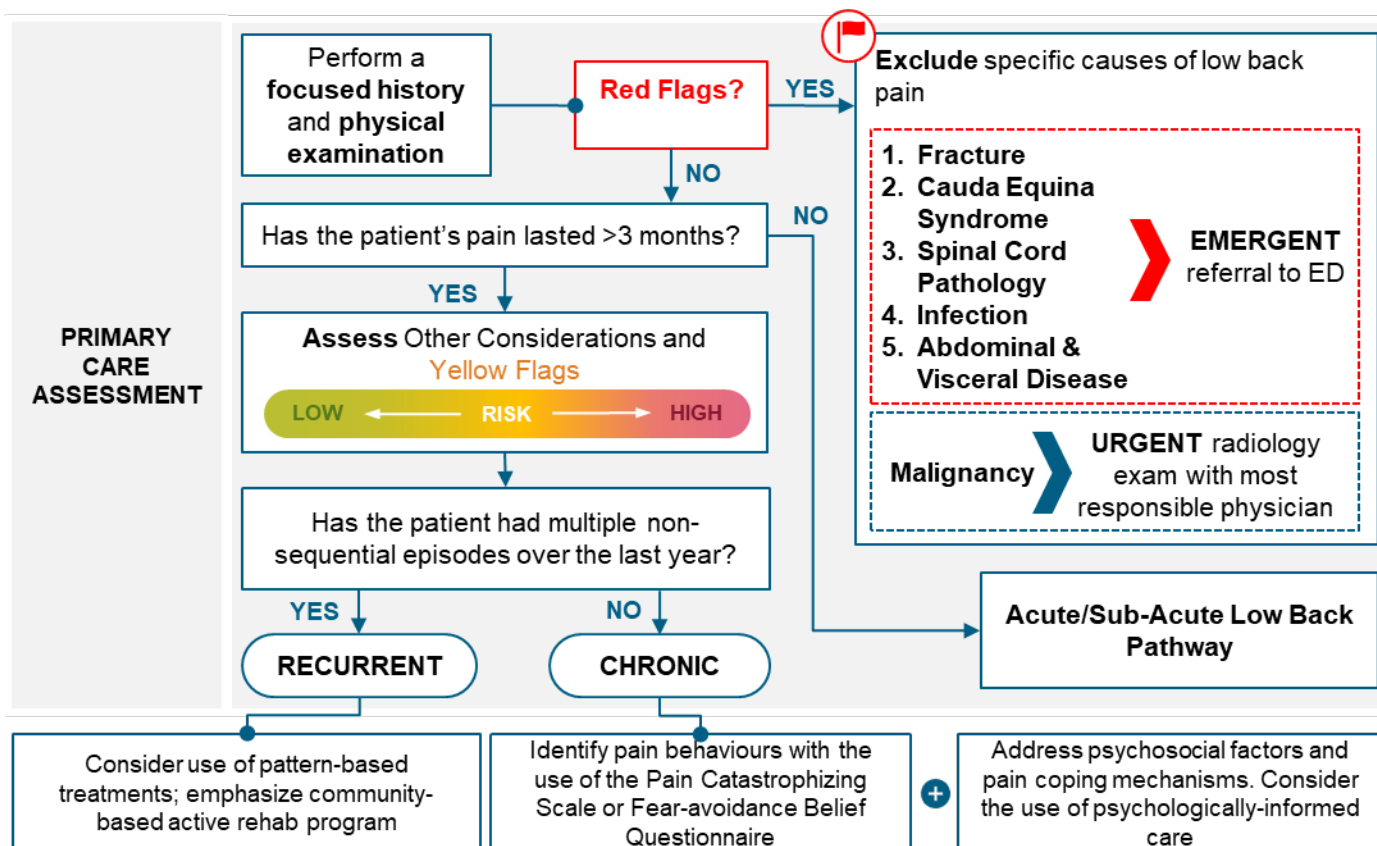 PRIMARY
CARE
ASSESSMENT
Perform a
focused history
and physical
examination
Red Flags?
YES
NO
Exclude specific causes of low back
pain
1. Fracture
2. Cauda Equina
Syndrome
3. Spinal Cord
Pathology
4. Infection
5. Abdominal &
Visceral Disease
EMERGENT
referral to ED
Malignancy
URGENT radiology
exam with most
responsible physician
Has the patient's pain lasted >3 months?
NO
YES
Acute/Sub-Acute Low Back
Pathway
Assess Other Considerations and
Yellow Flags
LOW
RISK
HIGH
Has the patient had multiple non-
sequential episodes over the last year?
YES
NO
RECURRENT
CHRONIC
Consider use of pattern-based
treatments; emphasize community-
based active rehab program
Identify pain behaviours with the
use of the Pain Catastrophizing
Scale or Fear-avoidance Belief
Questionnaire
+
Address psychosocial factors and
pain coping mechanisms. Consider
the use of psychologically-informed
care